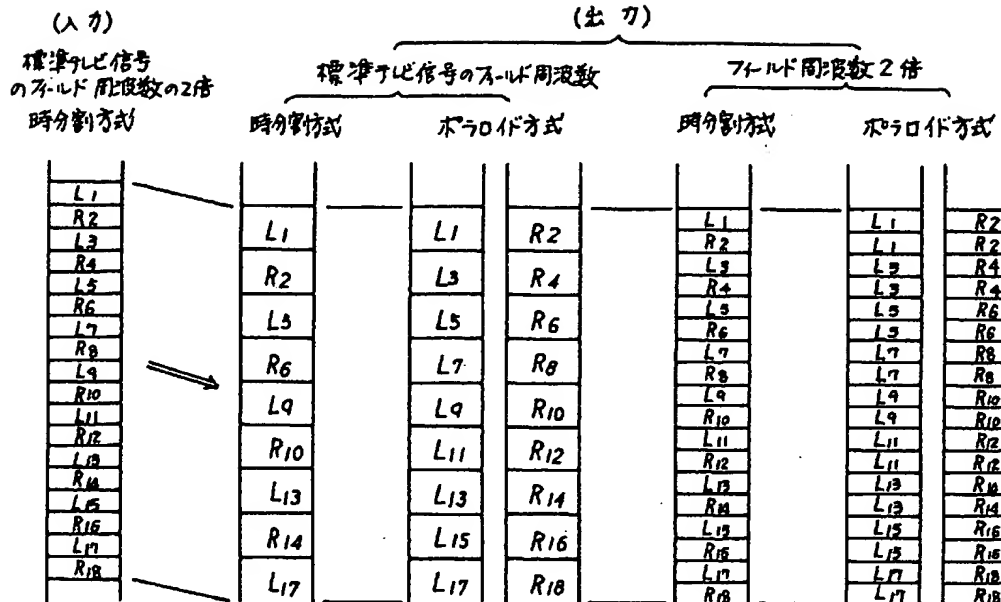 (入力)
標準テレビ信号
のフィールド周波数の2倍
時分割方式
(出力)
標準テレビ信号のフィールド周波数
フィールド周波数2倍
時分割方式
ポラロイド方式
時分割方式
ポラロイド方式
L1
R2
L3
R4
L5
R6
L7
R8
L9
R10
L11
R12
L13
R14
L15
R16
L17
R18
L1
R2
L5
R6
L9
R10
L13
R14
L17
L1
L3
L5
L7
L9
L11
L13
L15
L17
R2
R4
R6
R8
R10
R12
R14
R16
R18
L1
R2
L3
R4
L5
R6
L7
R8
L9
R10
L11
R12
L13
R14
L15
R16
L17
R18
L1
L1
L3
L3
L5
L5
L7
L7
L9
L9
L11
L11
L13
L13
L15
L15
L17
L17
R2
R2
R4
R4
R6
R6
R8
R8
R10
R10
R12
R12
R14
R14
R16
R16
R18
R18